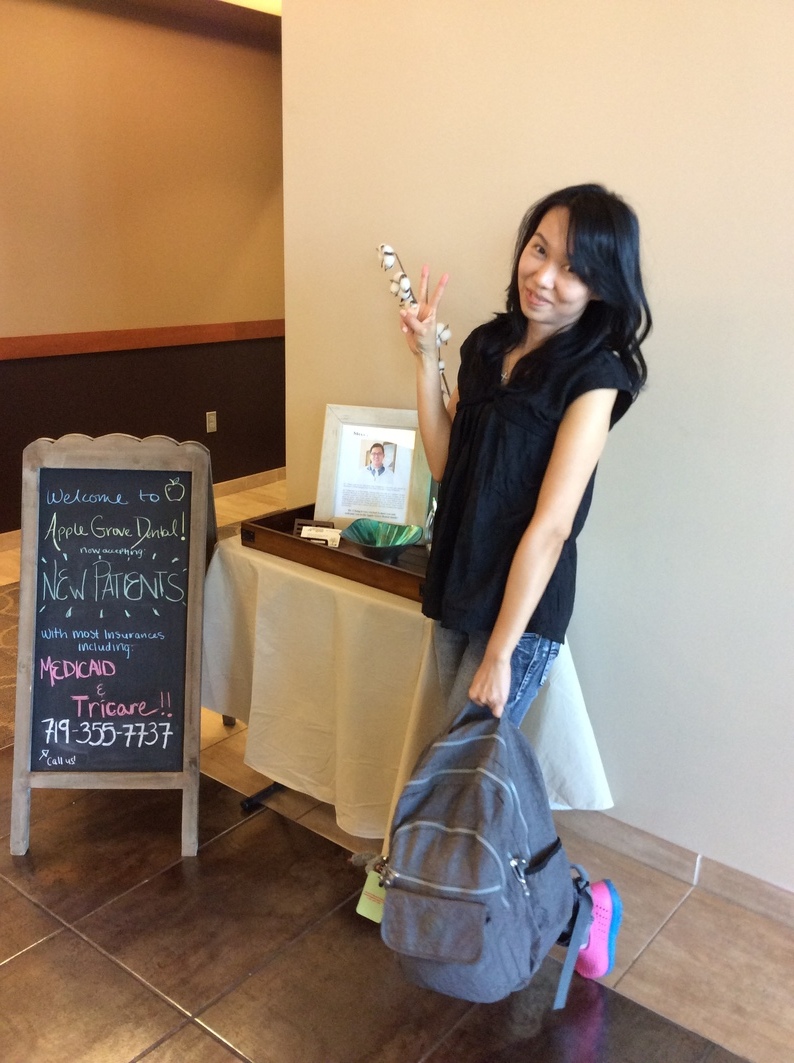 Welcome to
Apple Grove Dental!
now accepting
NEW PATIENTS
with most Insurances
including:
MEDICAID
&
Tricare!!
719-355-7737
call us!